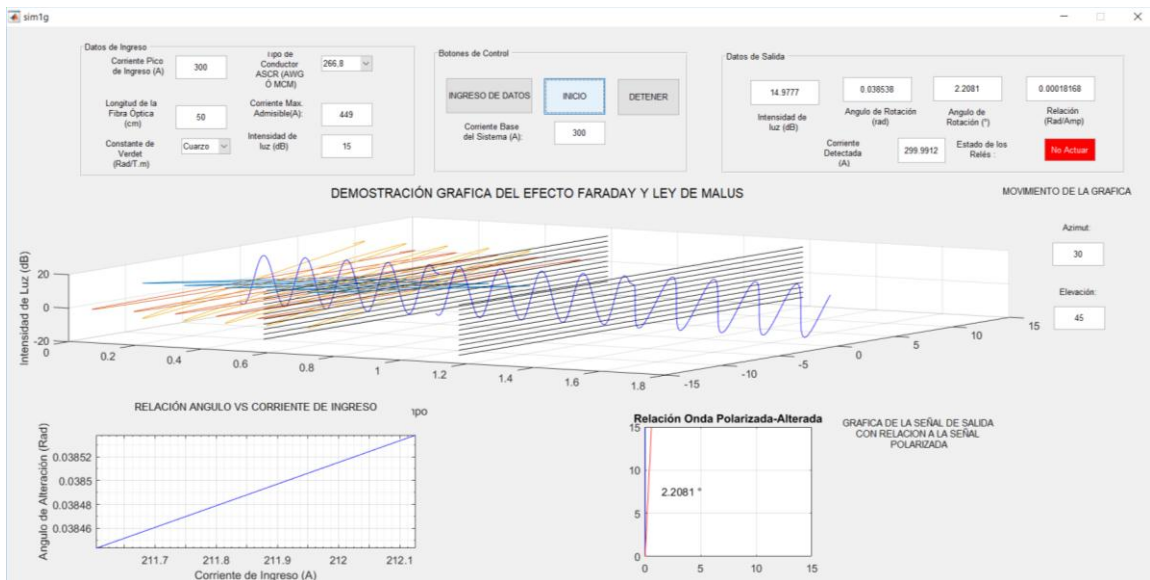 sim1g
Datos de Ingreso
Corriente Pico
de Ingreso (A)
300
Tipo de
Conductor
ASCR (AWG
Ó MCM)
266,8
Longitud de la
Fibra Óptica
(cm)
50
Corriente Max.
Admisible(A):
449
Constante de
Verdet
(Rad/T.m)
Cuarzo
Intensidad de
luz (dB)
15
Botones de Control
INGRESO DE DATOS
INICIO
DETENER
Corriente Base
del Sistema (A):
300
Datos de Salida
14.9777
0.038538
2.2081
0.00018168
Intensidad de
luz (dB)
Angulo de Rotación
(rad)
Angulo de
Rotación (°)
Relación
(Rad/Amp)
Corriente
Detectada
(A)
299.9912
Estado de los
Relés :
No Actuar
DEMOSTRACIÓN GRAFICA DEL EFECTO FARADAY Y LEY DE MALUS
MOVIMIENTO DE LA GRAFICA
Azimut:
30
Elevación:
45
Intensidad de Luz (dB)
20
0
-20
0
0.2
0.4
0.6
0.8
1
1.2
1.4
1.6
1.8
-15
-10
-5
0
5
10
15
RELACIÓN ANGULO VS CORRIENTE DE INGRESO
mpo
Angulo de Alteración (Rad)
0.03852
0.0385
0.03848
0.03846
211.7
211.8
211.9
212
212.1
Corriente de Ingreso (A)
Relación Onda Polarizada-Alterada
15
10
5
0
2.2081 °
0
5
10
15
GRAFICA DE LA SEÑAL DE SALIDA
CON RELACION A LA SEÑAL
POLARIZADA